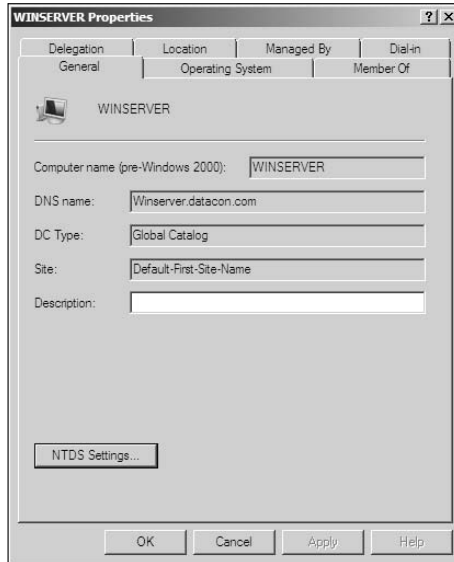 WINSERVER Properties
Delegation Location Managed By Dial-in
General Operating System Member Of
WINSERVER
Computer name (pre-Windows 2000): WINSERVER
DNS name: Winserver.datacon.com
DC Type: Global Catalog
Site: Default-First-Site-Name
Description:
NTDS Settings...
OK Cancel Apply Help